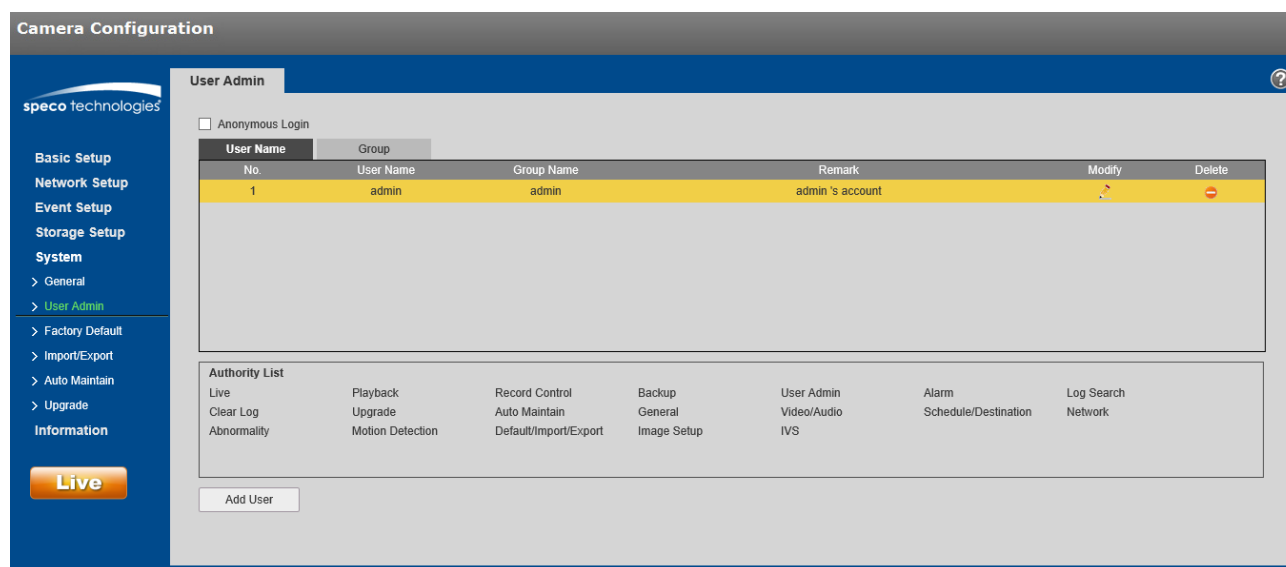 Camera Configuration
speco technologies
User Admin
?
Anonymous Login
User Name Group
No. User Name Group Name Remark Modify Delete
1 admin admin admin 's account
Basic Setup
Network Setup
Event Setup
Storage Setup
System
> General
> User Admin
> Factory Default
> Import/Export
> Auto Maintain
> Upgrade
Information
Live
Authority List
Live Playback Record Control Backup User Admin Alarm Log Search
Clear Log Upgrade Auto Maintain General Video/Audio Schedule/Destination Network
Abnormality Motion Detection Default/Import/Export Image Setup IVS
Add User